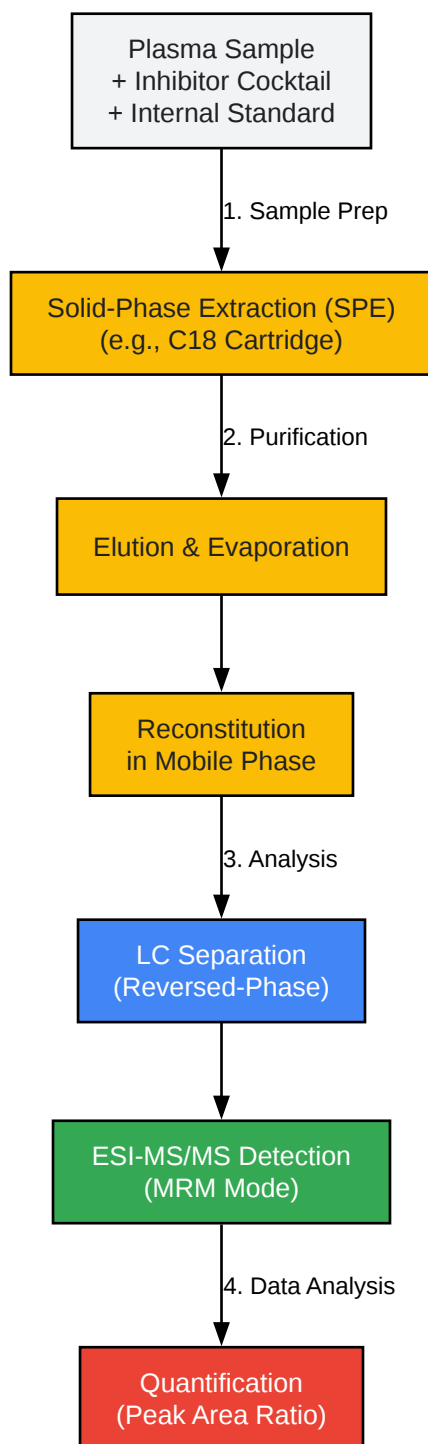 Plasma Sample
+ Inhibitor Cocktail
+ Internal Standard
1. Sample Prep
Solid-Phase Extraction (SPE)
(e.g., C18 Cartridge)
2. Purification
Elution & Evaporation
Reconstitution
in Mobile Phase
3. Analysis
LC Separation
(Reversed-Phase)
ESI-MS/MS Detection
(MRM Mode)
4. Data Analysis
Quantification
(Peak Area Ratio)